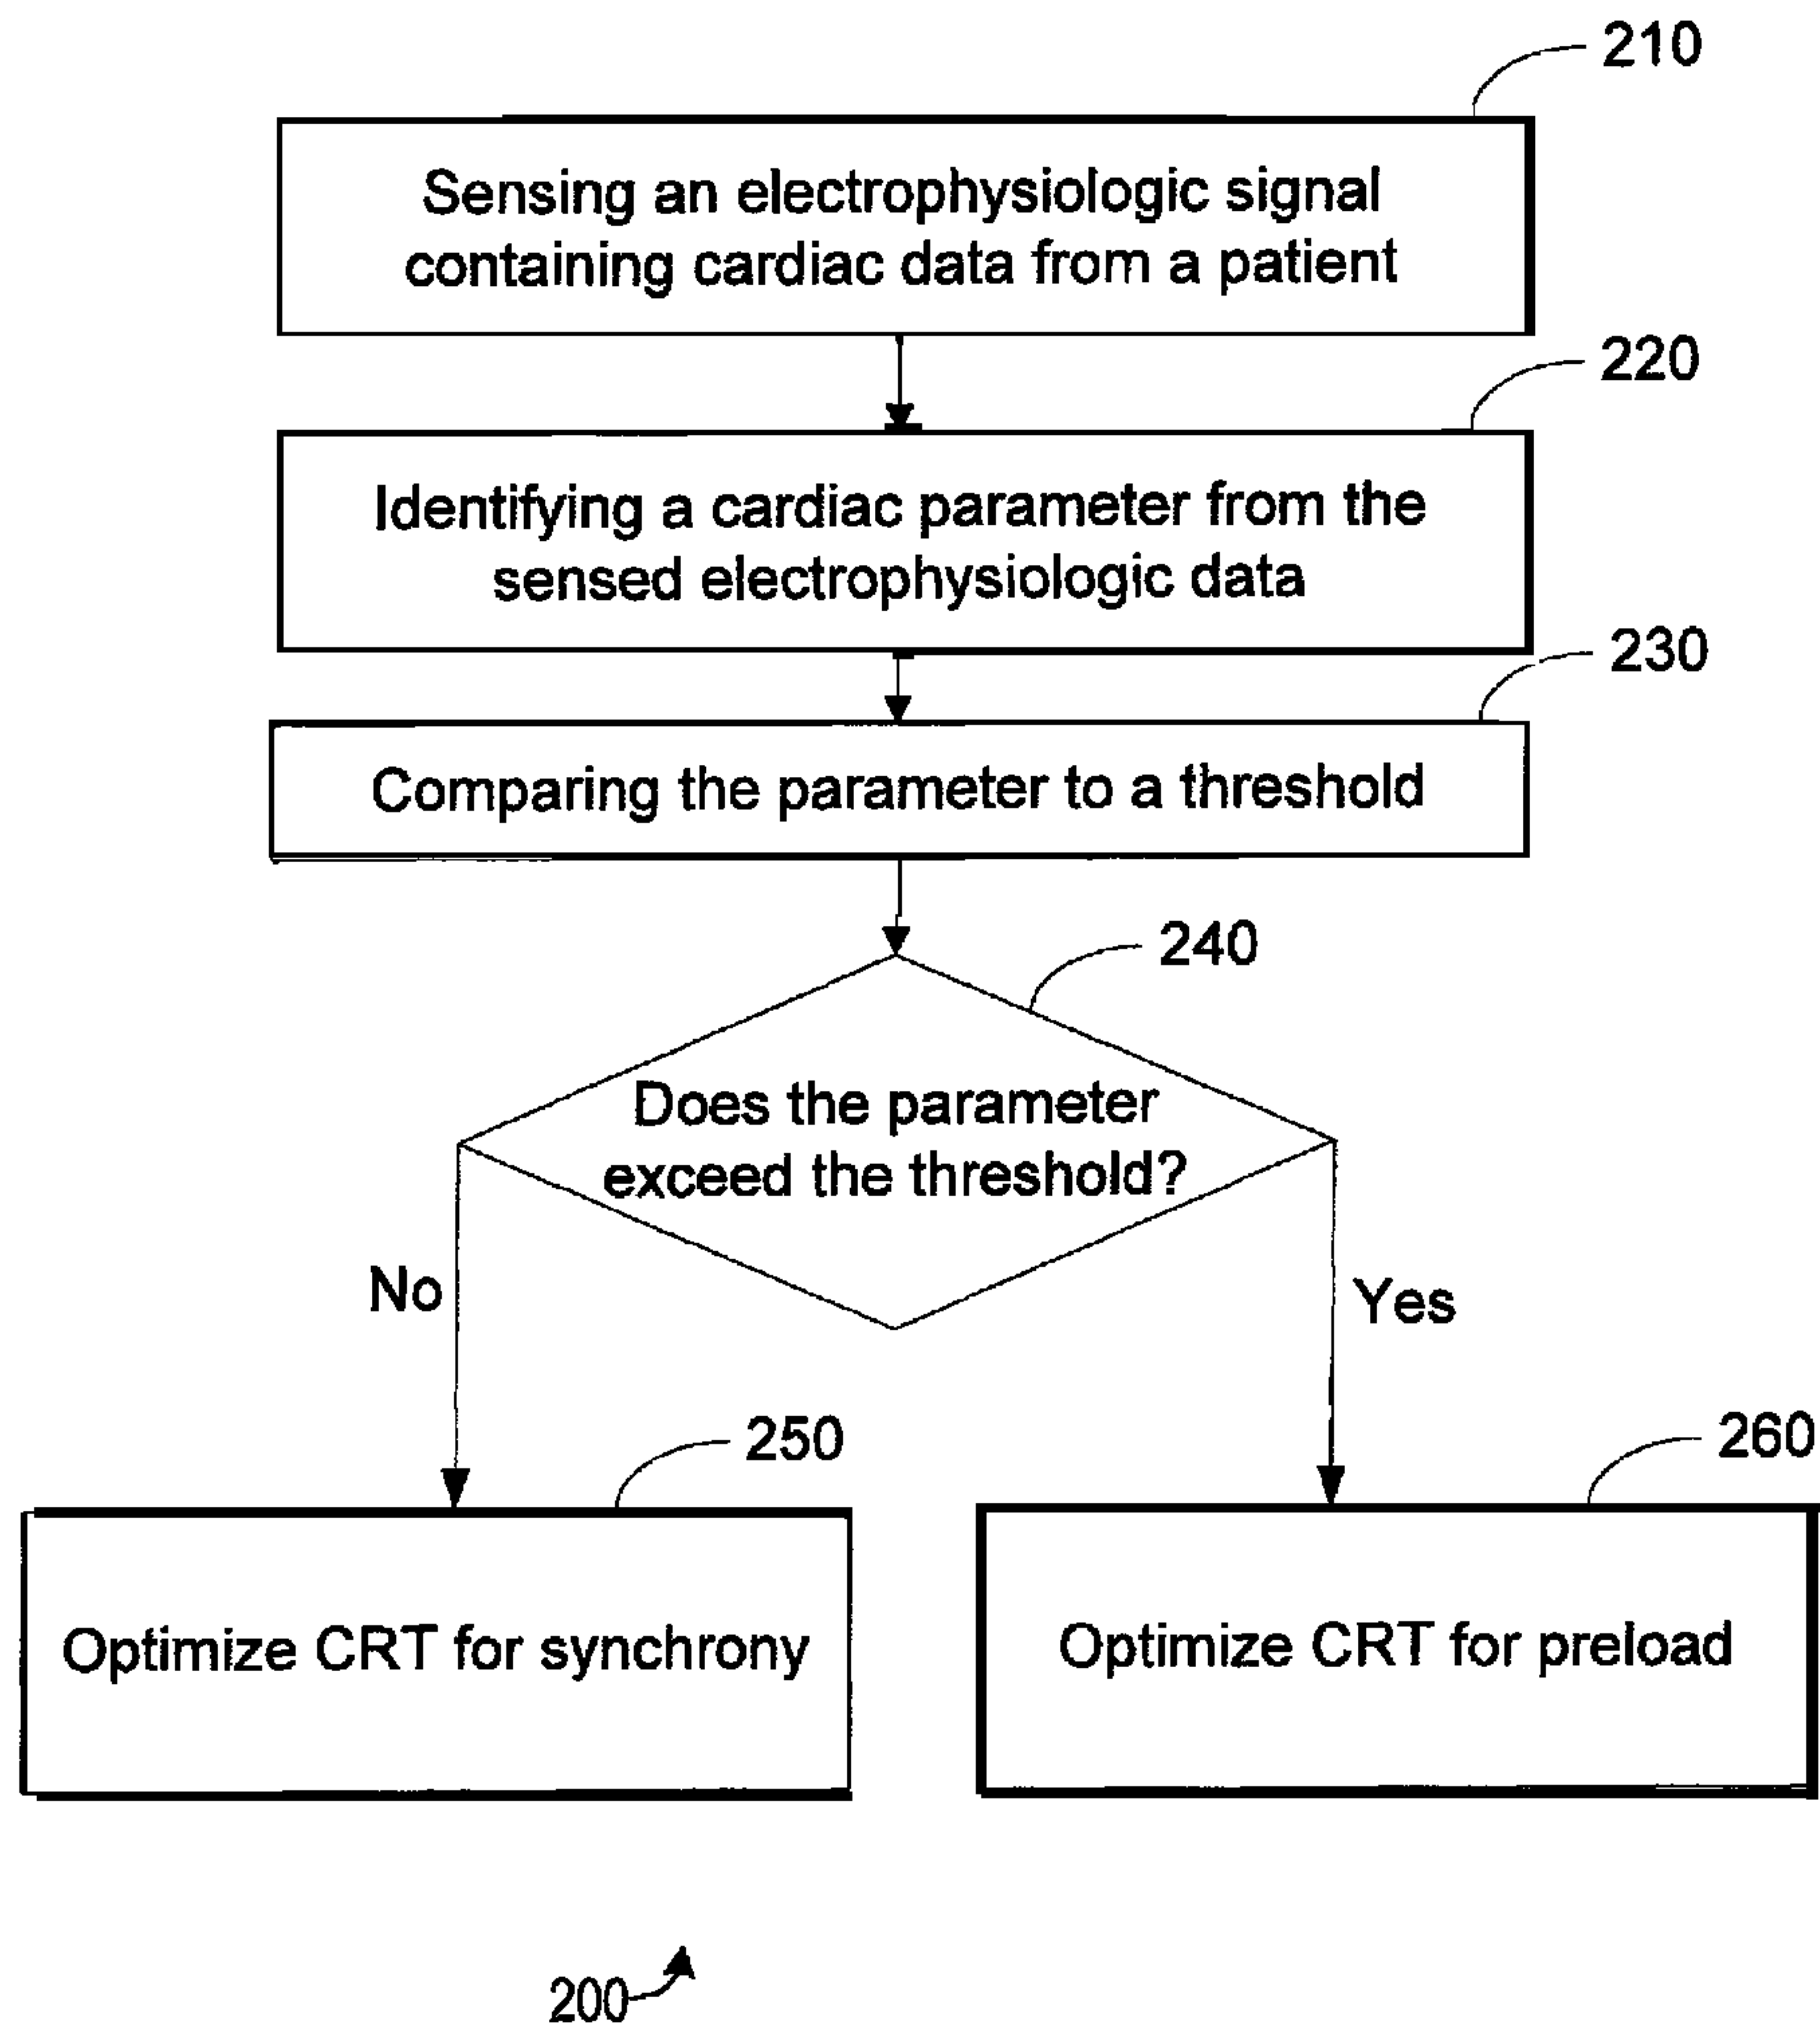 210
Sensing an electrophysiologic signal
containing cardiac data from a patient
220
Identifying a cardiac parameter from the
sensed electrophysiologic data
230
Comparing the parameter to a threshold
240
Does the parameter
exceed the threshold?
No
Yes
250
260
Optimize CRT for synchrony
Optimize CRT for preload
200